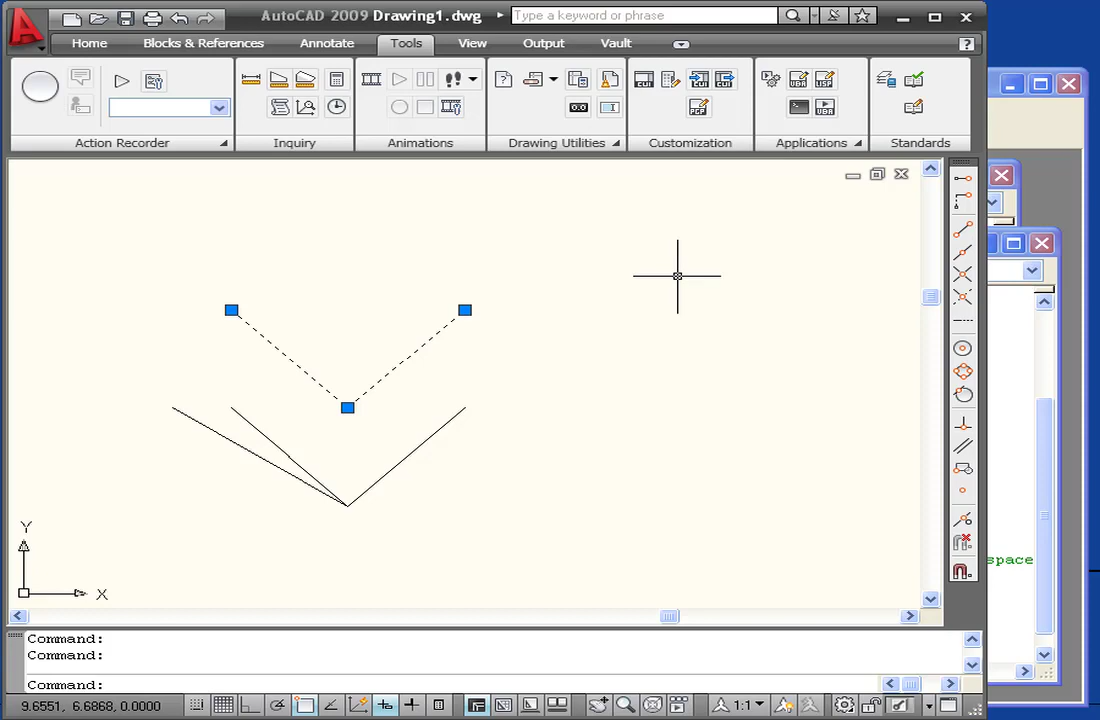 AutoCAD 2009 Drawing1.dwg
Type a keyword or phrase
Home Blocks & References Annotate Tools View Output Vault
Action Recorder Inquiry Animations Drawing Utilities Customization Applications Standards
Y
X
space
Command:
Command:
Command:
9.6551, 6.6868, 0.0000 1:1